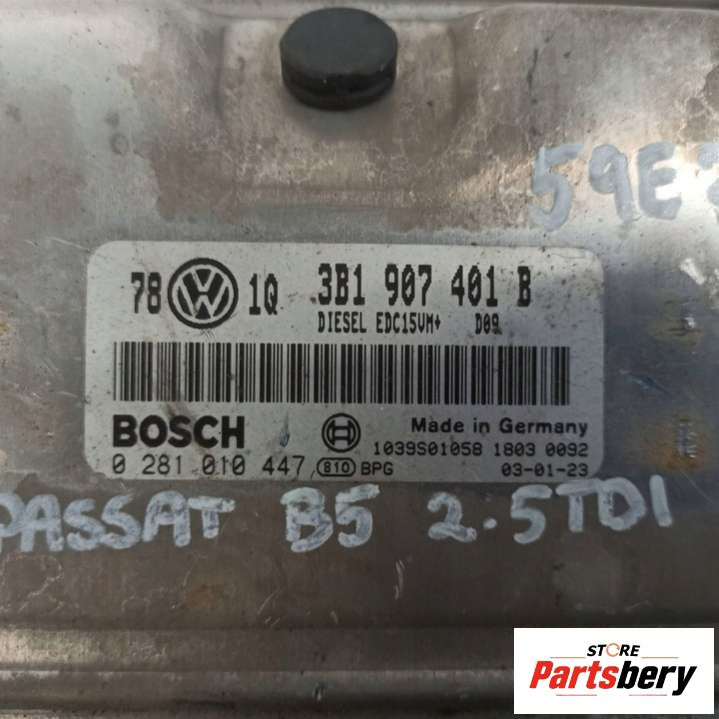 59E
78 VW 1Q 3B1 907 401 B
DIESEL EDC15VM+ D09
BOSCH Made in Germany
1039S01058 1803 0092
0 281 010 447 810 BPG 03-01-23
PASSAT B5 2.5TDI
STORE
Partsbery